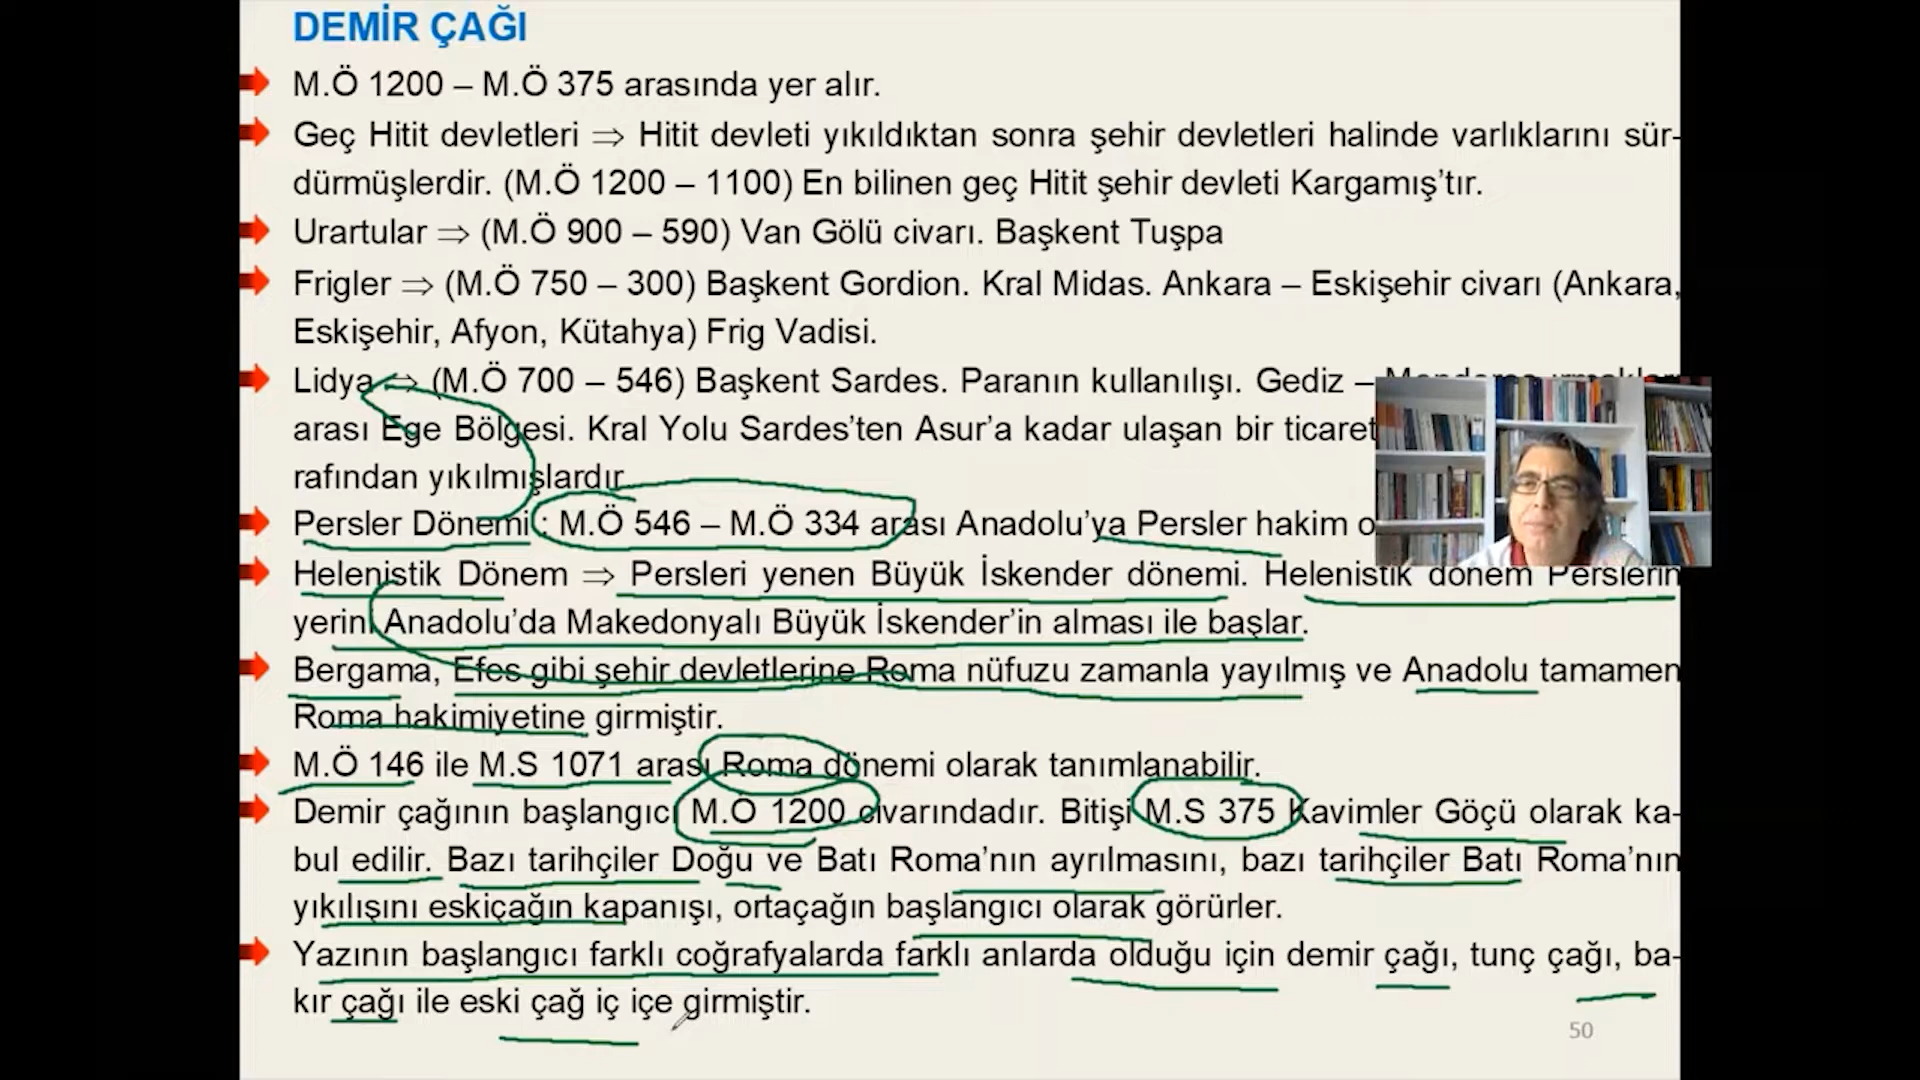 DEMİR ÇAĞI
M.Ö 1200 – M.Ö 375 arasında yer alır.
Geç Hitit devletleri ⇒ Hitit devleti yıkıldıktan sonra şehir devletleri halinde varlıklarını sür-
dürmüşlerdir. (M.Ö 1200 – 1100) En bilinen geç Hitit şehir devleti Kargamış’tır.
Urartular ⇒ (M.Ö 900 – 590) Van Gölü civarı. Başkent Tuşpa
Frigler ⇒ (M.Ö 750 – 300) Başkent Gordion. Kral Midas. Ankara – Eskişehir civarı (Ankara,
Eskişehir, Afyon, Kütahya) Frig Vadisi.
Lidya ⇒ (M.Ö 700 – 546) Başkent Sardes. Paranın kullanılışı. Gediz –
arası Ege Bölgesi. Kral Yolu Sardes’ten Asur’a kadar ulaşan bir ticaret
rafından yıkılmışlardır.
Persler Dönemi : M.Ö 546 – M.Ö 334 arası Anadolu’ya Persler hakim
Helenistik Dönem ⇒ Persleri yenen Büyük İskender dönemi. Helenistik dönem Perslerin
yerini Anadolu’da Makedonyalı Büyük İskender’in alması ile başlar.
Bergama, Efes gibi şehir devletlerine Roma nüfuzu zamanla yayılmış ve Anadolu tamamen
Roma hakimiyetine girmiştir.
M.Ö 146 ile M.S 1071 arası Roma dönemi olarak tanımlanabilir.
Demir çağının başlangıcı M.Ö 1200 civarındadır. Bitişi M.S 375 Kavimler Göçü olarak ka-
bul edilir. Bazı tarihçiler Doğu ve Batı Roma’nın ayrılmasını, bazı tarihçiler Batı Roma’nın
yıkılışını eskiçağın kapanışı, ortaçağın başlangıcı olarak görürler.
Yazının başlangıcı farklı coğrafyalarda farklı anlarda olduğu için demir çağı, tunç çağı, ba-
kır çağı ile eski çağ iç içe girmiştir.
50